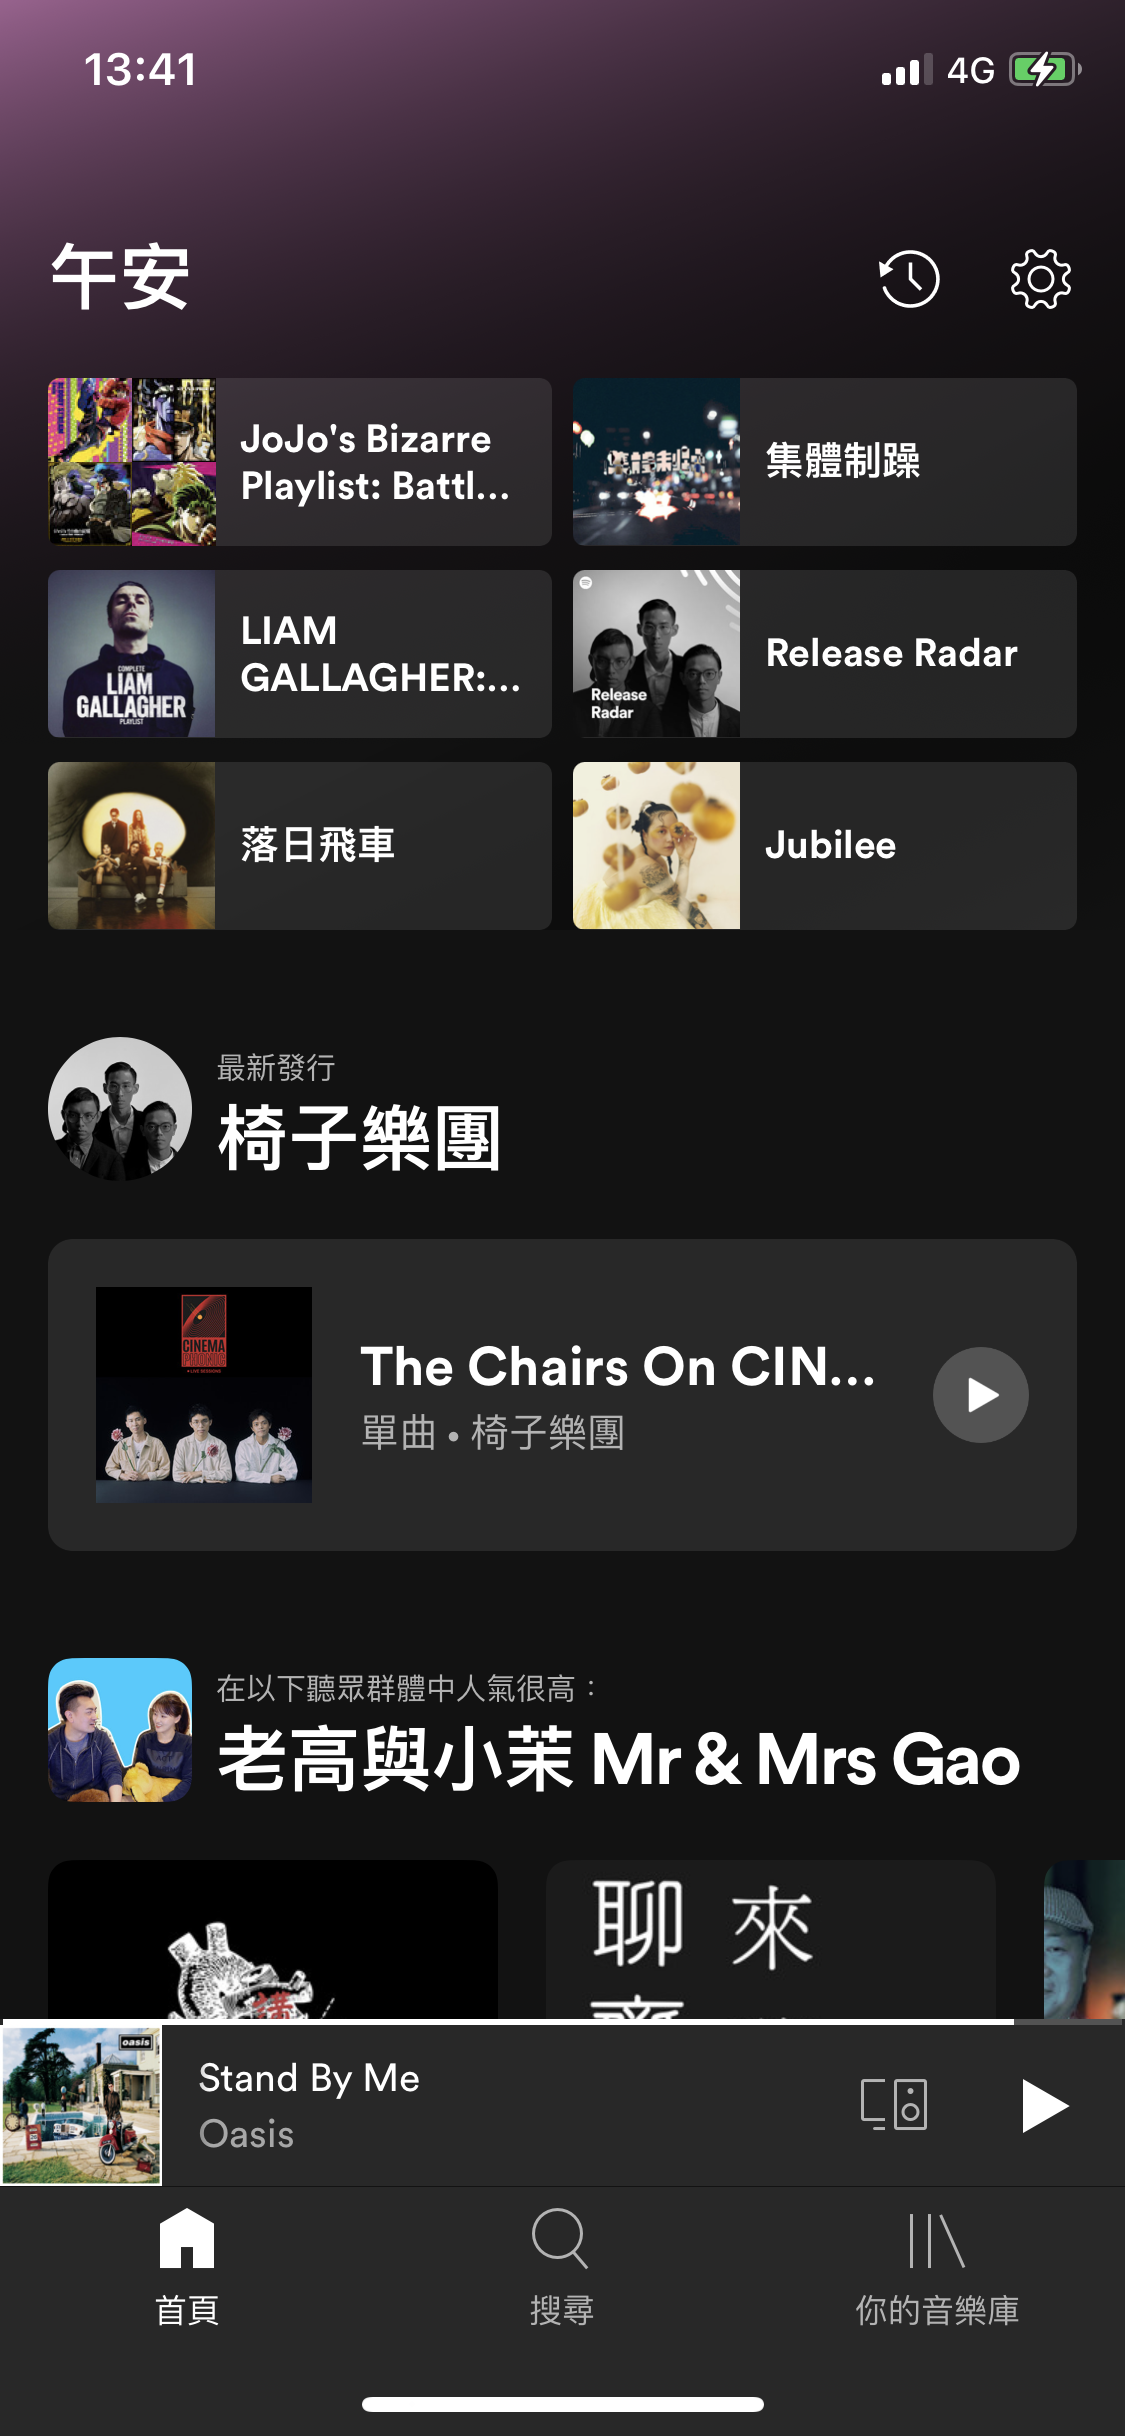 13:41
4G
午安
JoJo's Bizarre
Playlist: Battl...
集體制躁
COMPLETE
LIAM
GALLAGHER
PLAYLIST
LIAM
GALLAGHER:...
Release
Radar
Release Radar
落日飛車
Jubilee
最新發行
椅子樂團
CINEMA
LIVE SESSIONS
The Chairs On CIN...
單曲 • 椅子樂團
在以下聽眾群體中人氣很高：
老高與小茉 Mr & Mrs Gao
聊 來
oasis
Stand By Me
Oasis
首頁
搜尋
你的音樂庫